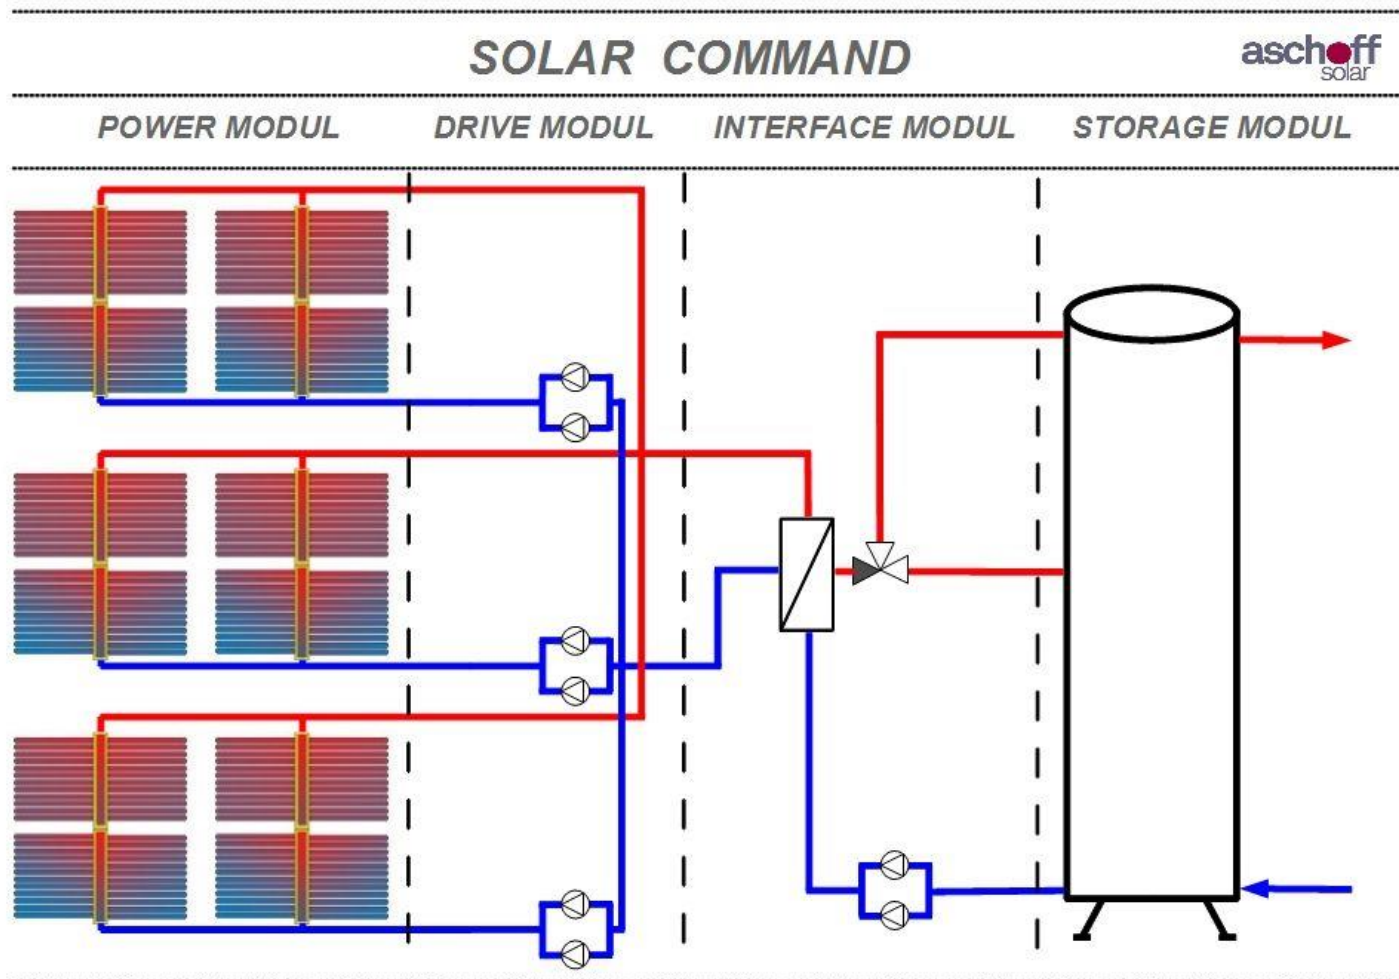 SOLAR COMMAND
aschoff
solar
POWER MODUL DRIVE MODUL INTERFACE MODUL STORAGE MODUL